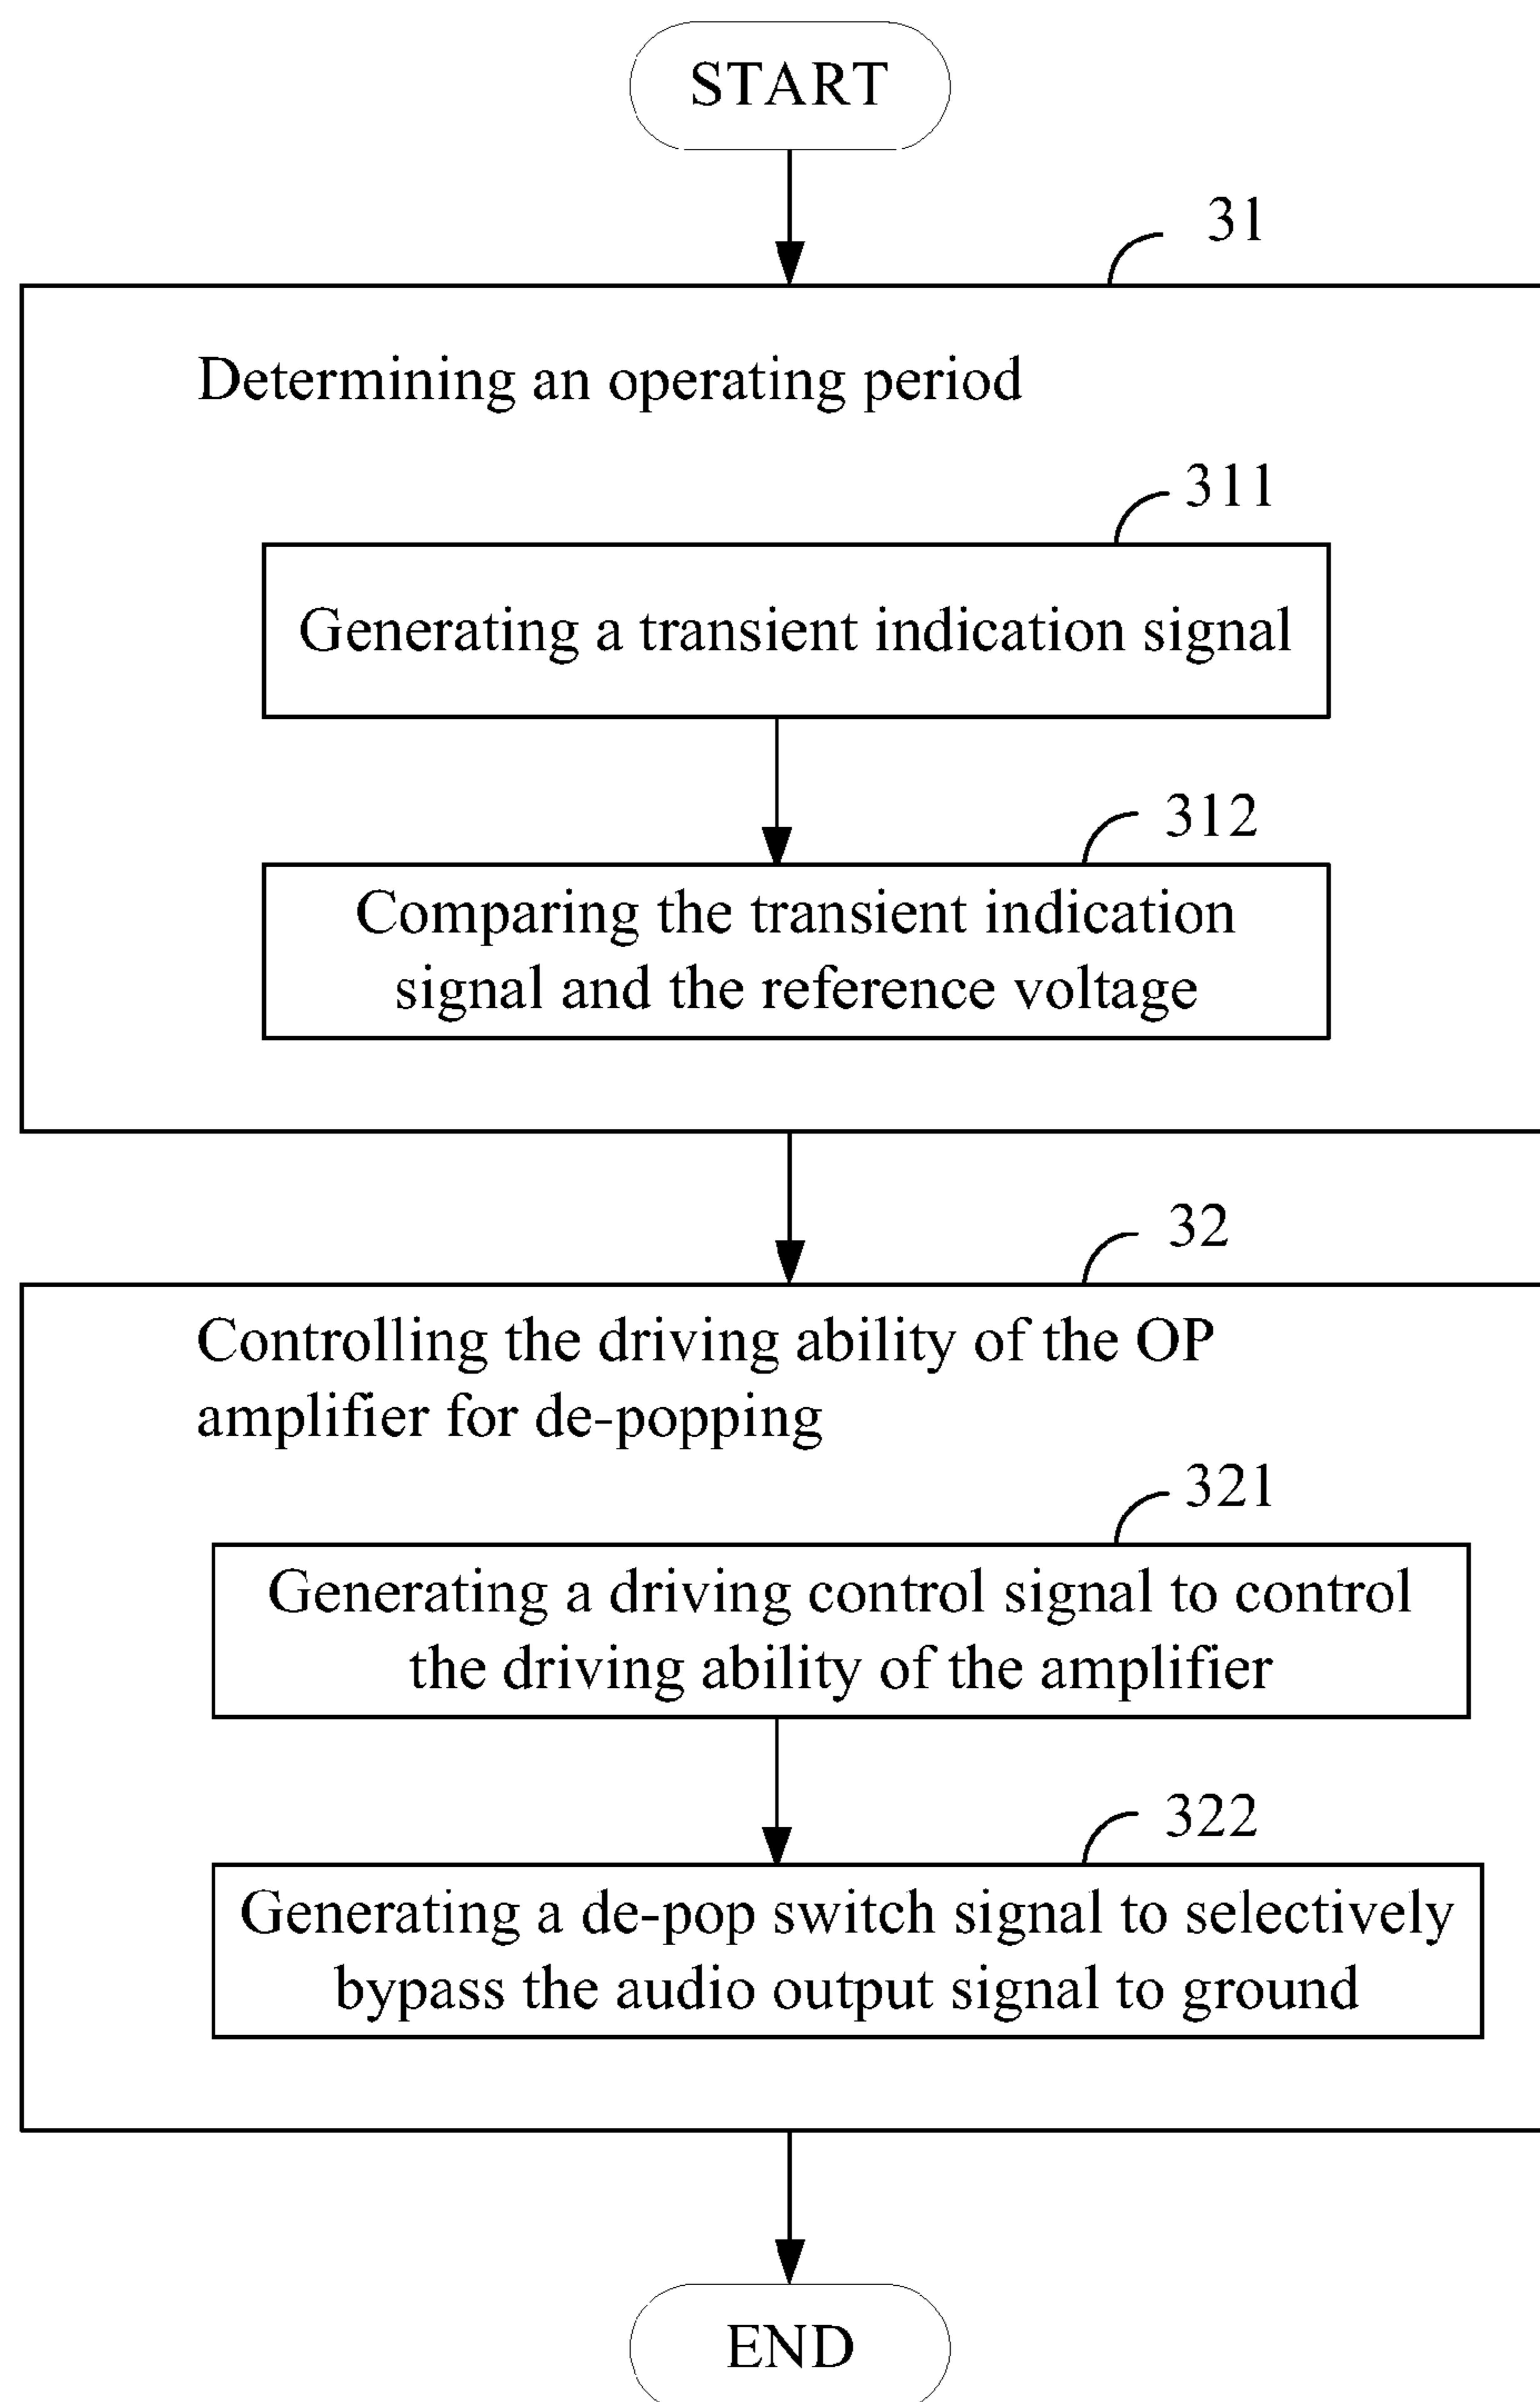 START
31
Determining an operating period
311
Generating a transient indication signal
312
Comparing the transient indication
signal and the reference voltage
32
Controlling the driving ability of the OP
amplifier for de-popping
321
Generating a driving control signal to control
the driving ability of the amplifier
322
Generating a de-pop switch signal to selectively
bypass the audio output signal to ground
END